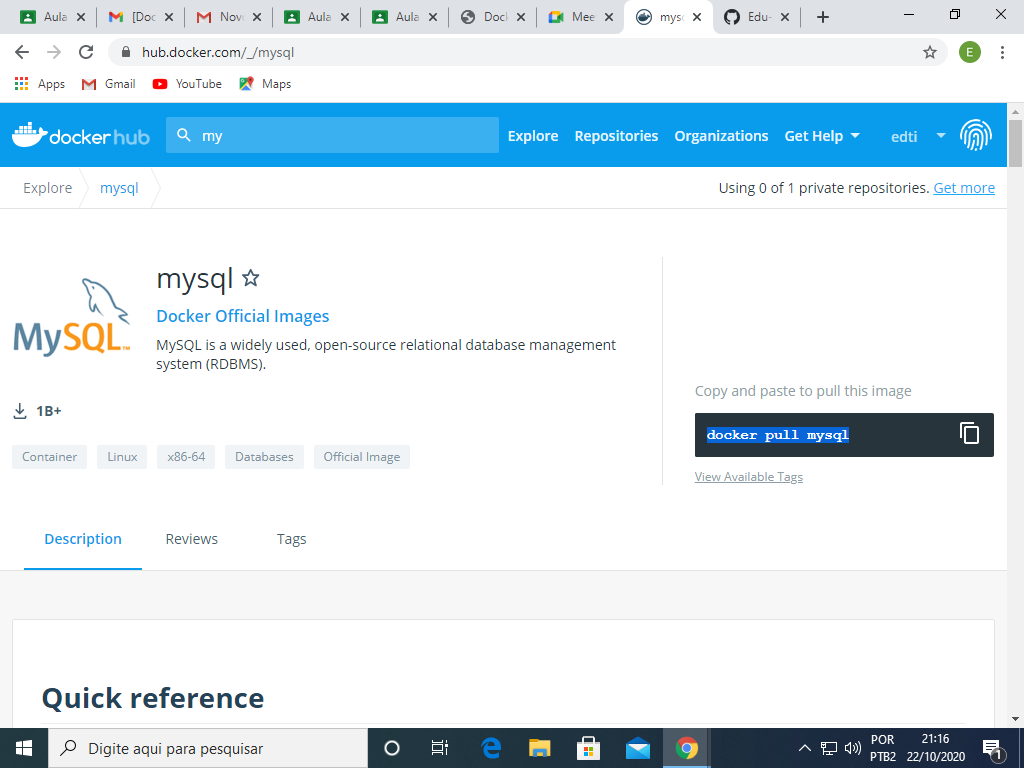 Aula
[Doc
Nov
Aula
Aula
Dock
Mee
mys
Edu-
hub.docker.com/_/mysql
E
Apps
Gmail
YouTube
Maps
docker hub
my
Explore
Repositories
Organizations
Get Help
edti
Explore
mysql
Using 0 of 1 private repositories. Get more
MySQL™
mysql
Docker Official Images
MySQL is a widely used, open-source relational database management
system (RDBMS).
1B+
Copy and paste to pull this image
docker pull mysql
View Available Tags
Container
Linux
x86-64
Databases
Official Image
Description
Reviews
Tags
Quick reference
Digite aqui para pesquisar
POR
PTB2
21:16
22/10/2020
1